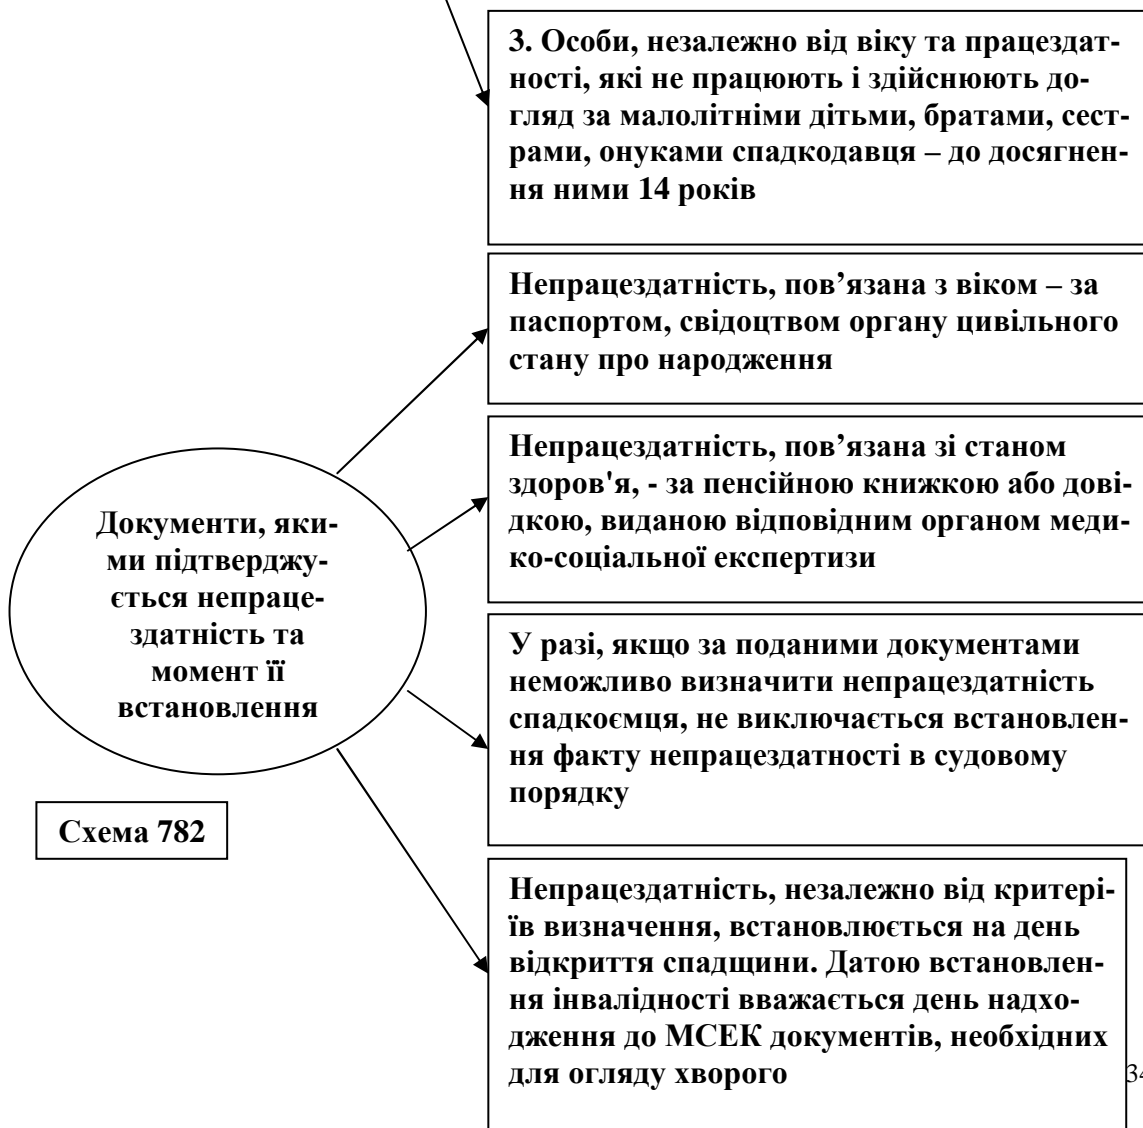 3. Особи, незалежно від віку та працездат-
ності, які не працюють і здійснюють до-
гляд за малолітніми дітьми, братами, сест-
рами, онуками спадкодавця – до досягнен-
ня ними 14 років
Непрацездатність, пов’язана з віком – за
паспортом, свідоцтвом органу цивільного
стану про народження
Непрацездатність, пов’язана зі станом
здоров'я, - за пенсійною книжкою або дові-
дкою, виданою відповідним органом меди-
ко-соціальної експертизи
Документи, яки-
ми підтверджу-
ється непраце-
здатність та
момент її
встановлення
У разі, якщо за поданими документами
неможливо визначити непрацездатність
спадкоємця, не виключається встановлен-
ня факту непрацездатності в судовому
порядку
Схема 782
Непрацездатність, незалежно від критері-
їв визначення, встановлюється на день
відкриття спадщини. Датою встановлен-
ня інвалідності вважається день надхо-
дження до МСЕК документів, необхідних
для огляду хворого